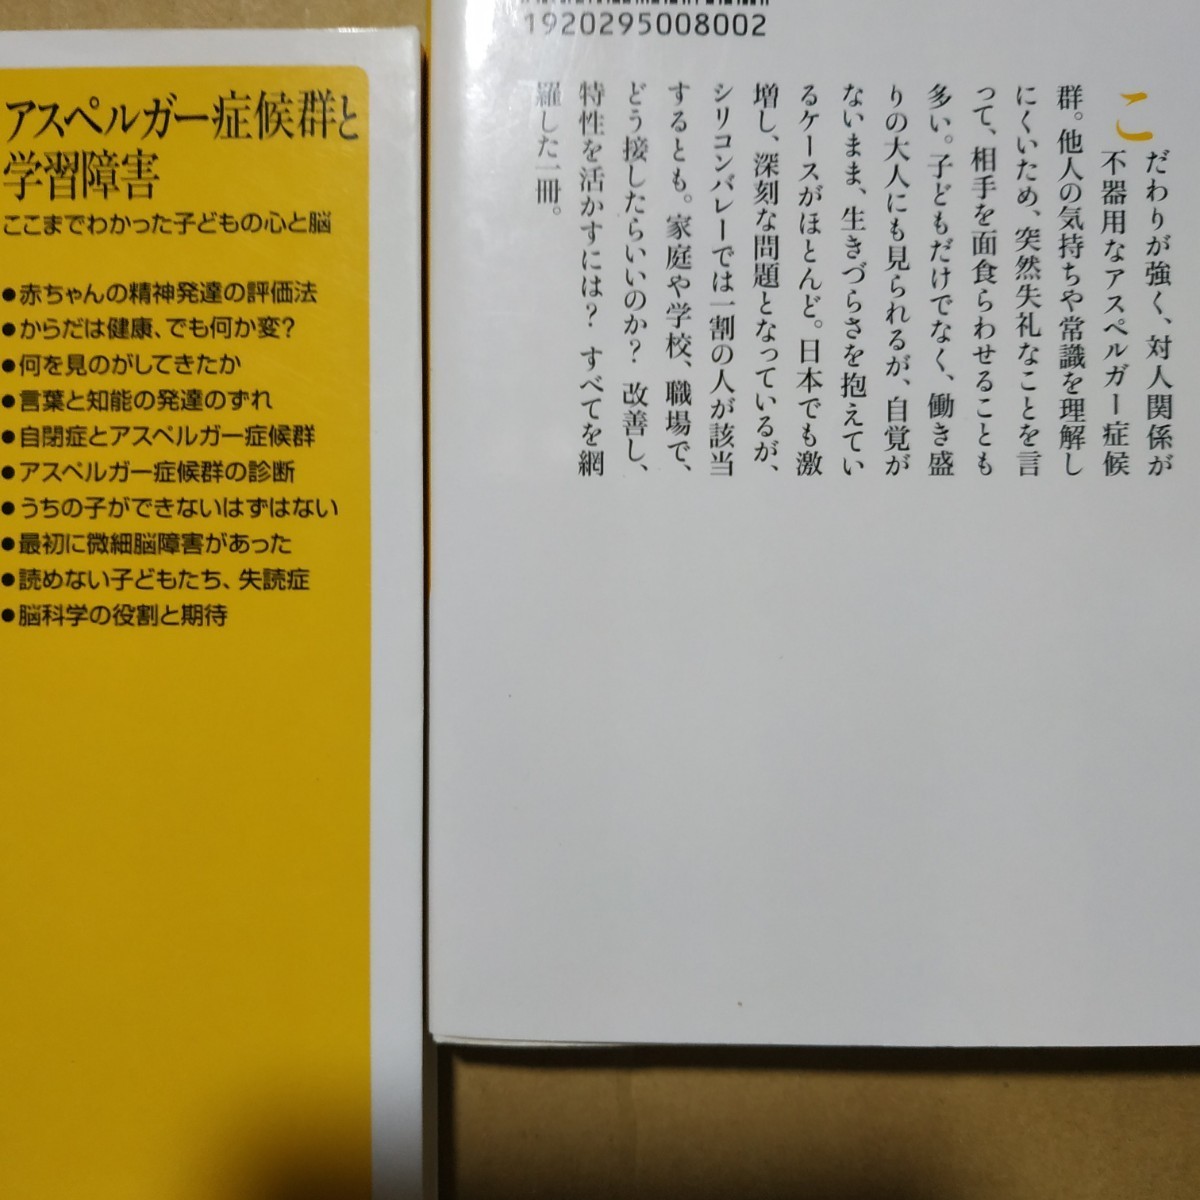 アスペルガー症候群と
学習障害
ここまでわかった子どもの心と脳
●赤ちゃんの精神発達の評価法
●からだは健康、でも何か変?
●何を見のがしてきたか
●言葉と知能の発達のずれ
●自閉症とアスペルガー症候群
●アスペルガー症候群の診断
●うちの子ができないはずはない
●最初に微細脳障害があった
●読めない子どもたち、失読症
●脳科学の役割と期待
1920295008002
こだわりが強く、対人関係が
不器用なアスペルガー症候
群。他人の気持ちや常識を理解し
にくいため、突然失礼なことを言
って、相手を面食らわせることも
多い。子どもだけでなく、働き盛
りの大人にも見られるが、自覚が
ないまま、生きづらさを抱えてい
るケースがほとんど。日本でも激
増し、深刻な問題となっているが、
シリコンバレーでは一割の人が該当
するとも。家庭や学校、職場で、
どう接したらいいのか? 改善し、
特性を活かすには? すべてを網
羅した一冊。